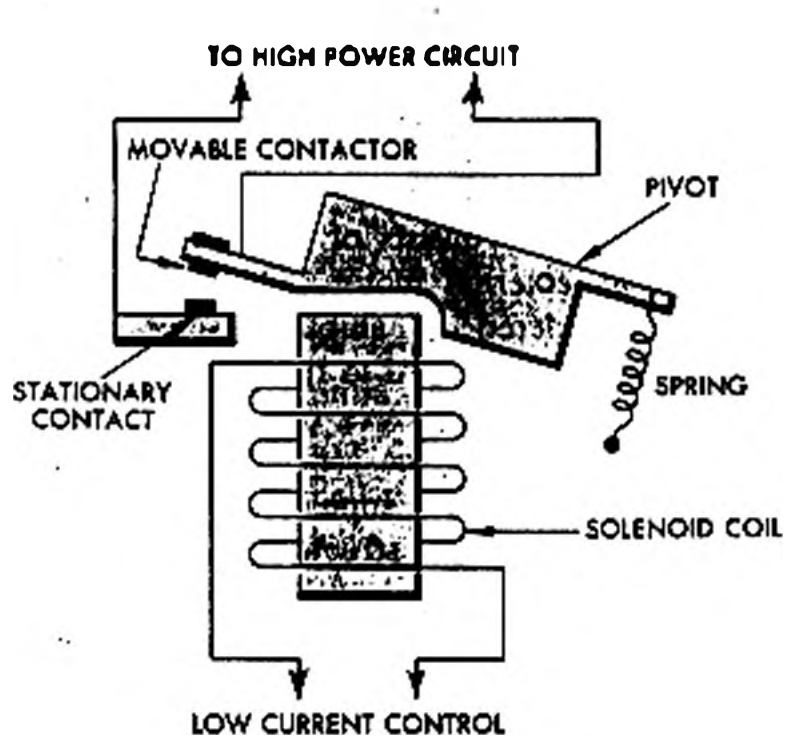 TO HIGH POWER CIRCUIT
MOVABLE CONTACTOR
PIVOT
STATIONARY
CONTACT
SPRING
SOLENOID COIL
LOW CURRENT CONTROL